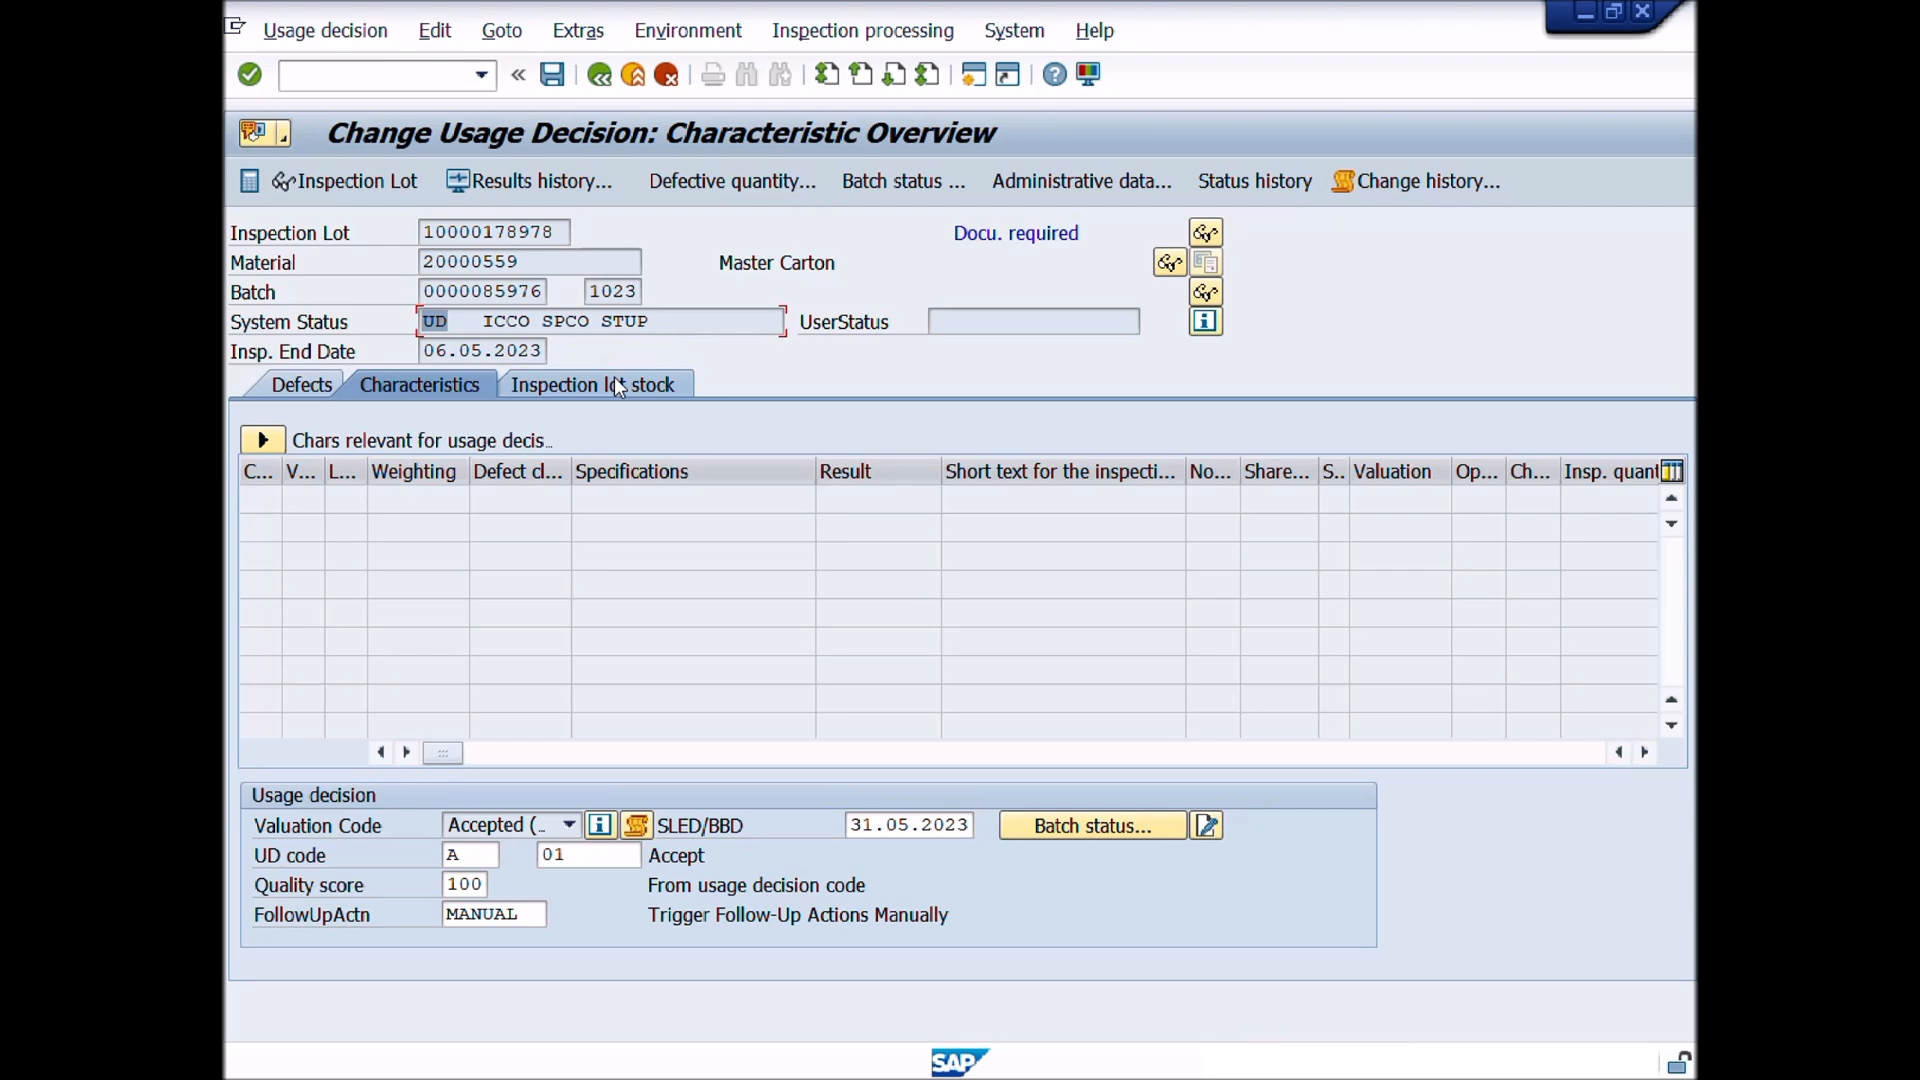 Usage decision Edit Goto Extras Environment Inspection processing System Help
Change Usage Decision: Characteristic Overview
Inspection Lot Results history... Defective quantity... Batch status ... Administrative data... Status history Change history...
Inspection Lot 10000178978 Docu. required
Material 20000559 Master Carton
Batch 0000085976 1023
System Status UD ICCO SPCO STUP UserStatus
Insp. End Date 06.05.2023
Defects Characteristics Inspection lot stock
Chars relevant for usage decis..
C... V... L... Weighting Defect cl... Specifications Result Short text for the inspecti... No... Share... S.. Valuation Op... Ch... Insp. quant
Usage decision
Valuation Code Accepted (.. SLED/BBD 31.05.2023 Batch status...
UD code A 01 Accept
Quality score 100 From usage decision code
FollowUpActn MANUAL Trigger Follow-Up Actions Manually
SAP